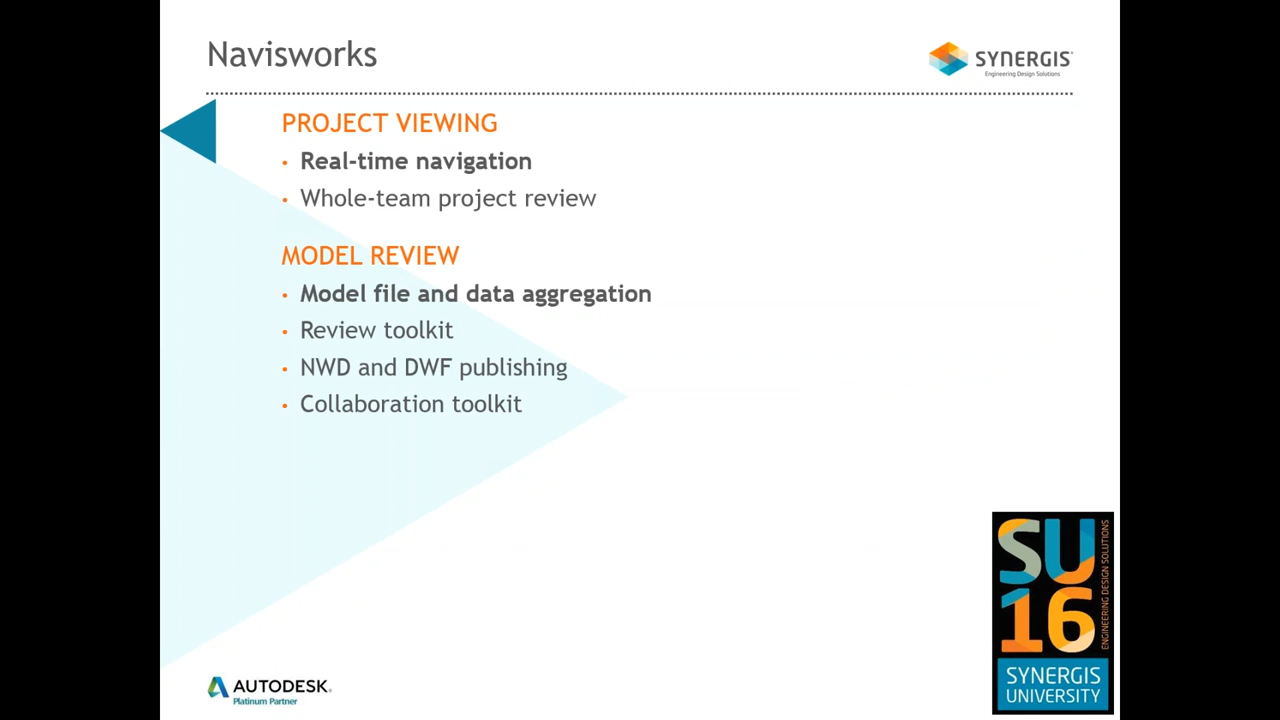 Navisworks
SYNERGIS
Engineering Design Solutions
PROJECT VIEWING
• Real-time navigation
• Whole-team project review
MODEL REVIEW
• Model file and data aggregation
• Review toolkit
• NWD and DWF publishing
• Collaboration toolkit
AUTODESK.
Platinum Partner
SU
16
ENGINEERING DESIGN SOLUTIONS
SYNERGIS
UNIVERSITY